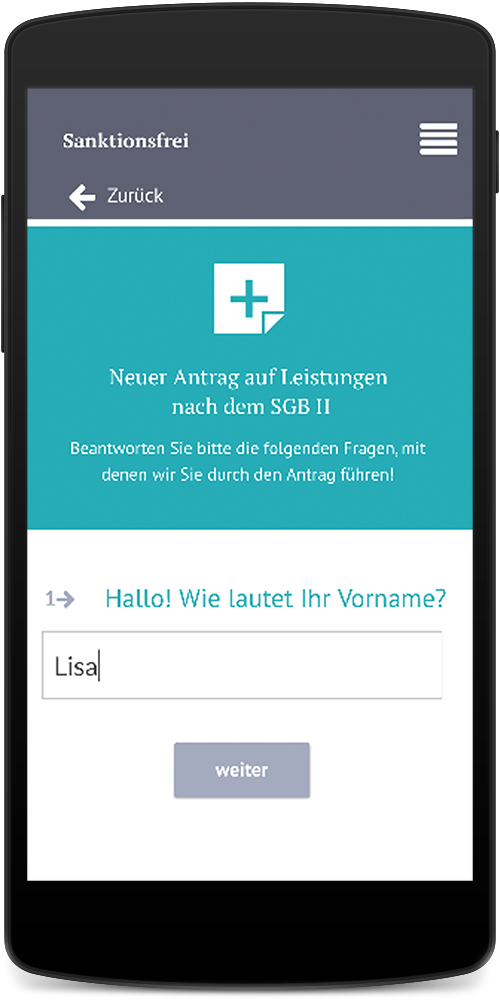 Sanktionsfrei
Zurück
Neuer Antrag auf Leistungen
nach dem SGB II
Beantworten Sie bitte die folgenden Fragen, mit
denen wir Sie durch den Antrag führen!
1 Hallo! Wie lautet Ihr Vorname?
Lisa
weiter